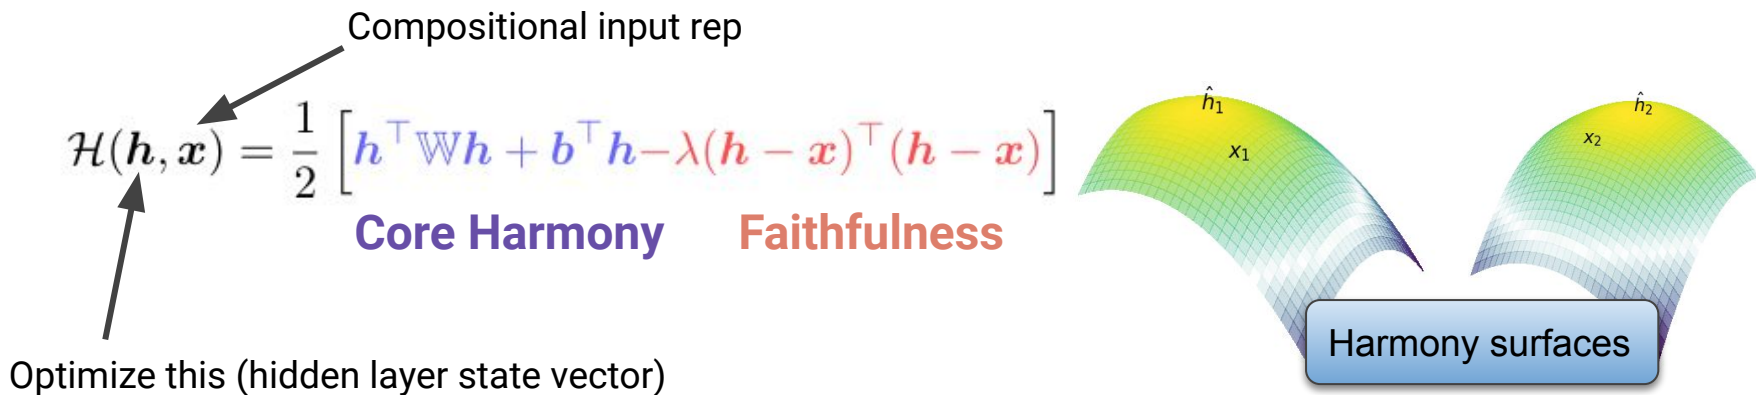 Compositional input rep
ℋ(h, x) = 1/2 [h⊤𝕎h + b⊤h−λ(h − x)⊤(h − x)]
Core Harmony Faithfulness
Optimize this (hidden layer state vector)
ĥ₁
x₁
ĥ₂
x₂
Harmony surfaces